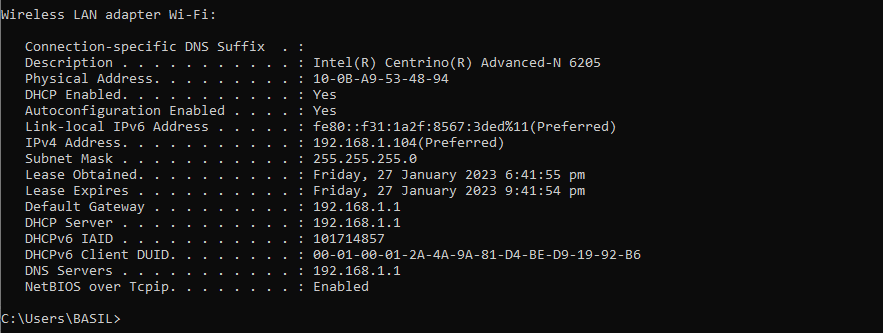 Wireless LAN adapter Wi-Fi:
Connection-specific DNS Suffix  . :
Description . . . . . . . . . . . : Intel(R) Centrino(R) Advanced-N 6205
Physical Address. . . . . . . . . : 10-0B-A9-53-48-94
DHCP Enabled. . . . . . . . . . . : Yes
Autoconfiguration Enabled . . . . : Yes
Link-local IPv6 Address . . . . . : fe80::f31:1a2f:8567:3ded%11(Preferred)
IPv4 Address. . . . . . . . . . . : 192.168.1.104(Preferred)
Subnet Mask . . . . . . . . . . . : 255.255.255.0
Lease Obtained. . . . . . . . . . : Friday, 27 January 2023 6:41:55 pm
Lease Expires . . . . . . . . . . : Friday, 27 January 2023 9:41:54 pm
Default Gateway . . . . . . . . . : 192.168.1.1
DHCP Server . . . . . . . . . . . : 192.168.1.1
DHCPv6 IAID . . . . . . . . . . . : 101714857
DHCPv6 Client DUID. . . . . . . . : 00-01-00-01-2A-4A-9A-81-D4-BE-D9-19-92-B6
DNS Servers . . . . . . . . . . . : 192.168.1.1
NetBIOS over Tcpip. . . . . . . . : Enabled
C:\Users\BASIL>